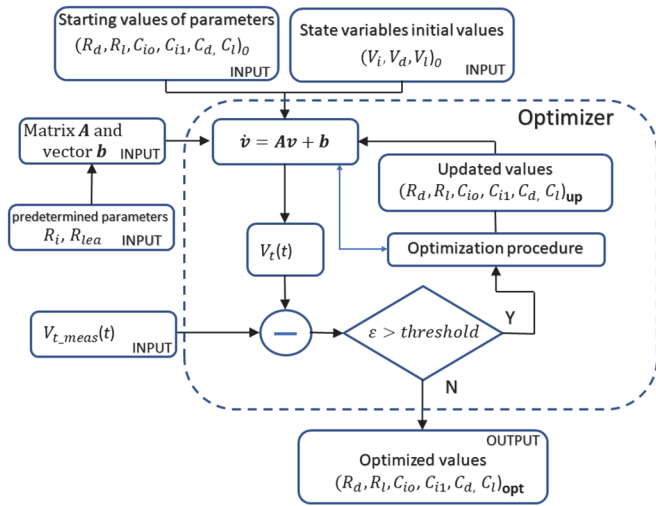 Starting values of parameters
(R_d, R_l, C_io, C_i1, C_d, C_l)_0
INPUT
State variables initial values
(V_i, V_d, V_l)_0
INPUT
Optimizer
Matrix A and
vector b INPUT
v̇ = Av + b
Updated values
(R_d, R_l, C_io, C_i1, C_d, C_l)_up
predetermined parameters
R_i, R_lea INPUT
V_t(t)
Optimization procedure
V_t_meas(t)
INPUT
−
ε > threshold
Y
N
OUTPUT
Optimized values
(R_d, R_l, C_io, C_i1, C_d, C_l)_opt